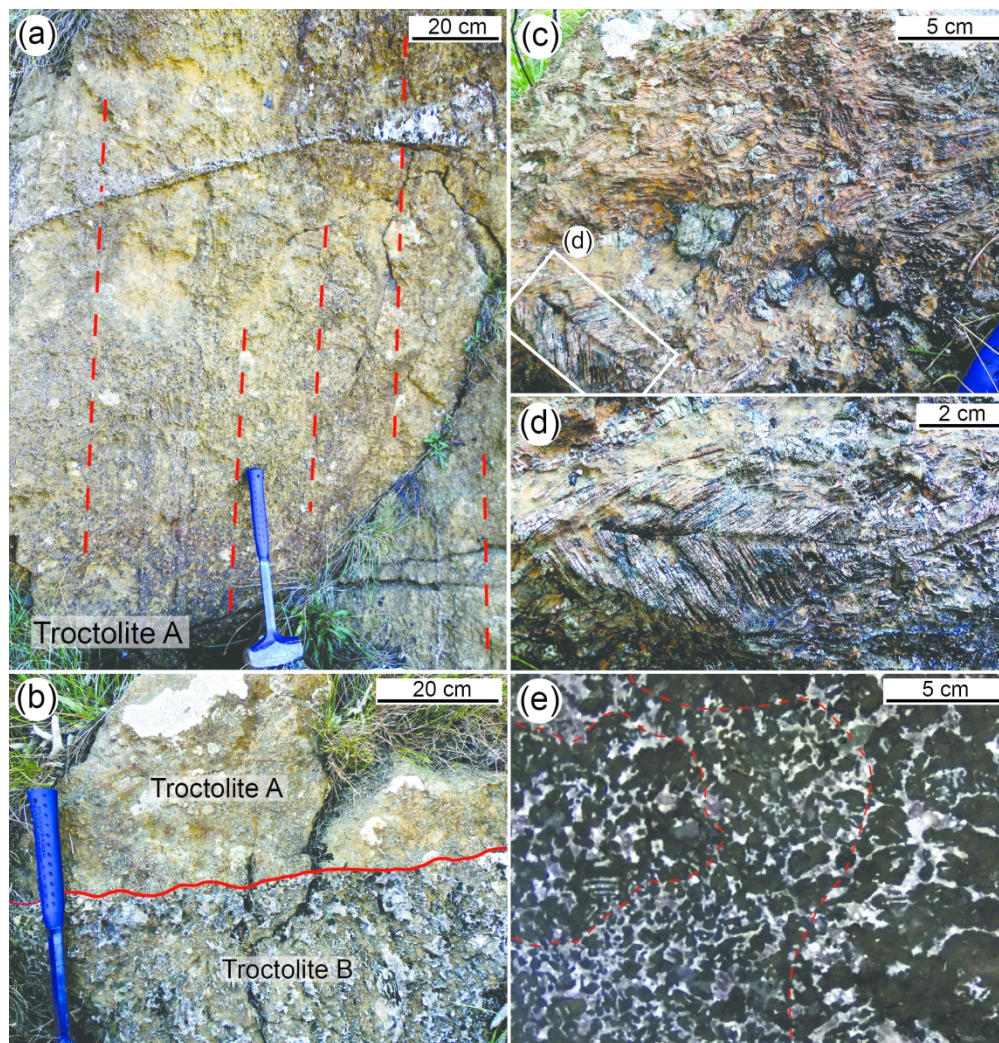 (a)
20 cm
Troctolite A
(b)
20 cm
Troctolite A
Troctolite B
(c)
5 cm
(d)
(d)
2 cm
(e)
5 cm